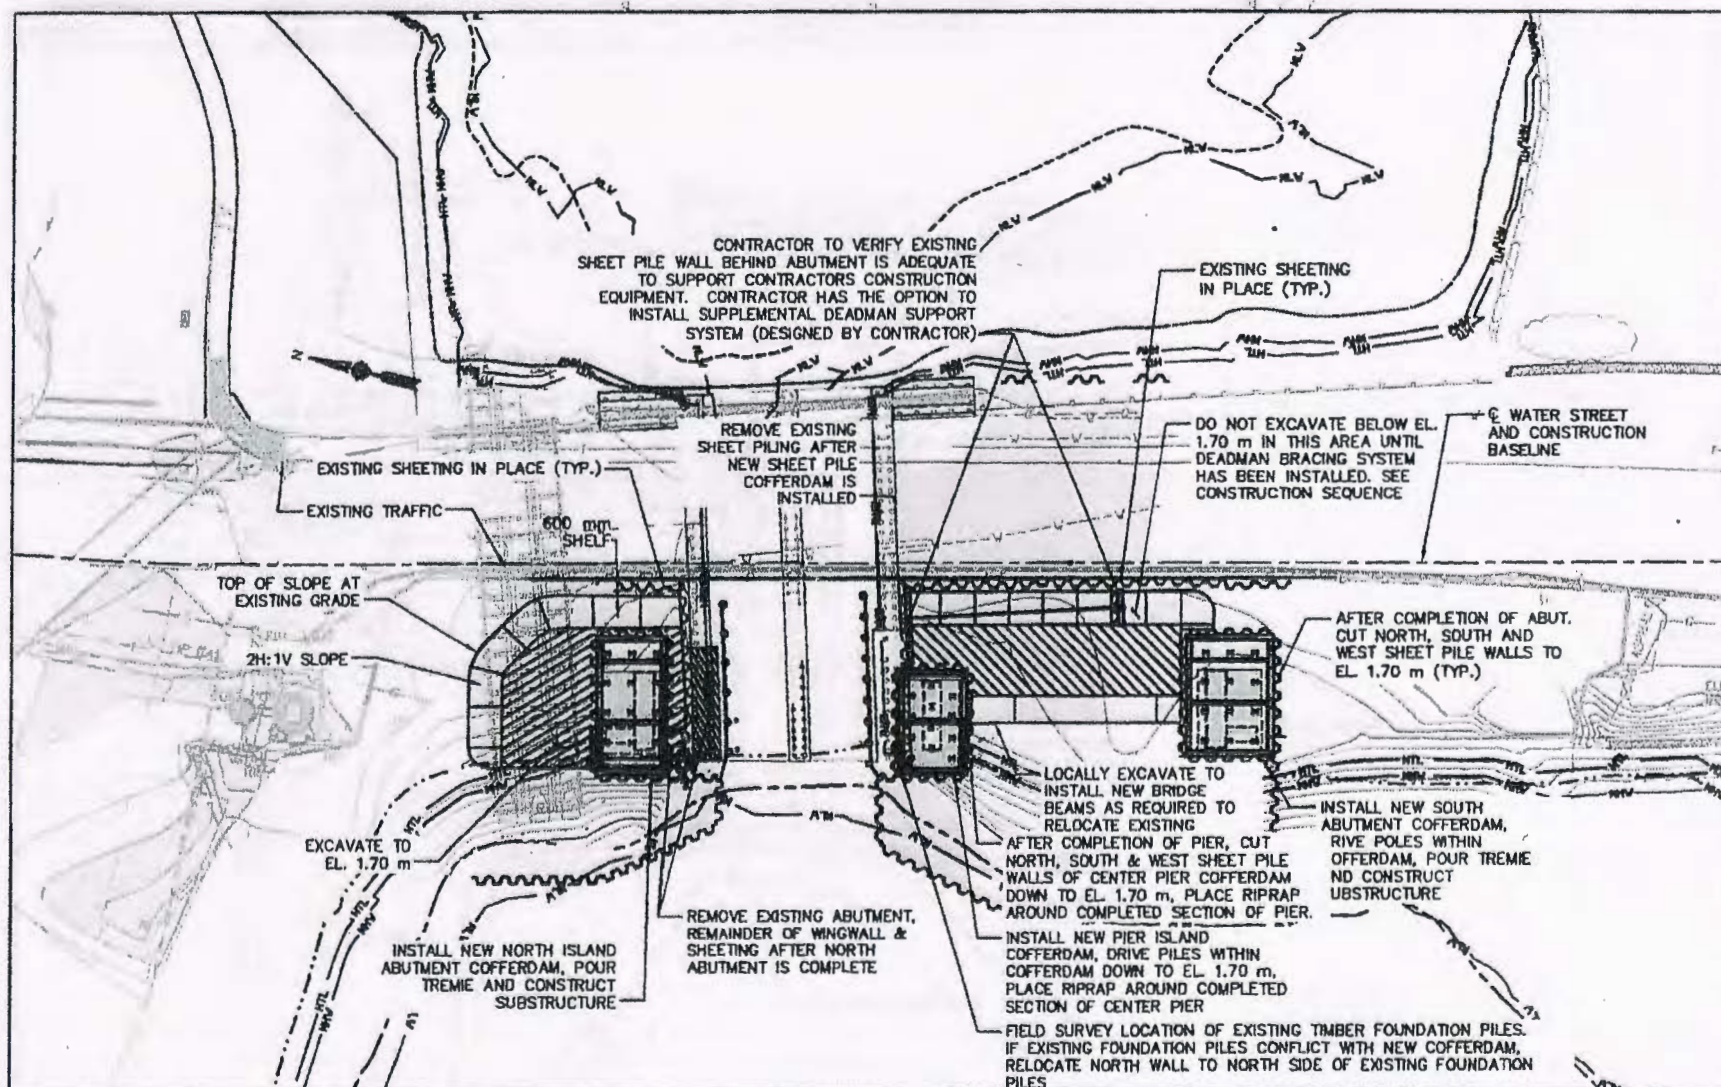 CONTRACTOR TO VERIFY EXISTING
SHEET PILE WALL BEHIND ABUTMENT IS ADEQUATE
TO SUPPORT CONTRACTORS CONSTRUCTION
EQUIPMENT. CONTRACTOR HAS THE OPTION TO
INSTALL SUPPLEMENTAL DEADMAN SUPPORT
SYSTEM (DESIGNED BY CONTRACTOR)
EXISTING SHEETING
IN PLACE (TYP.)
N
REMOVE EXISTING
SHEET PILING AFTER
NEW SHEET PILE
COFFERDAM IS
INSTALLED
DO NOT EXCAVATE BELOW EL.
1.70 m IN THIS AREA UNTIL
DEADMAN BRACING SYSTEM
HAS BEEN INSTALLED. SEE
CONSTRUCTION SEQUENCE
℄ WATER STREET
AND CONSTRUCTION
BASELINE
EXISTING SHEETING IN PLACE (TYP.)
EXISTING TRAFFIC
600 mm
SHELF
TOP OF SLOPE AT
EXISTING GRADE
2H:1V SLOPE
AFTER COMPLETION OF ABUT.
CUT NORTH, SOUTH AND
WEST SHEET PILE WALLS TO
EL. 1.70 m (TYP.)
EXCAVATE TO
EL. 1.70 m
LOCALLY EXCAVATE TO
INSTALL NEW BRIDGE
BEAMS AS REQUIRED TO
RELOCATE EXISTING
AFTER COMPLETION OF PIER, CUT
NORTH, SOUTH & WEST SHEET PILE
WALLS OF CENTER PIER COFFERDAM
DOWN TO EL. 1.70 m, PLACE RIPRAP
AROUND COMPLETED SECTION OF PIER.
INSTALL NEW SOUTH
ABUTMENT COFFERDAM,
RIVE POLES WITHIN
OFFERDAM, POUR TREMIE
ND CONSTRUCT
UBSTRUCTURE
REMOVE EXISTING ABUTMENT,
REMAINDER OF WINGWALL &
SHEETING AFTER NORTH
ABUTMENT IS COMPLETE
INSTALL NEW NORTH ISLAND
ABUTMENT COFFERDAM, POUR
TREMIE AND CONSTRUCT
SUBSTRUCTURE
INSTALL NEW PIER ISLAND
COFFERDAM, DRIVE PILES WITHIN
COFFERDAM DOWN TO EL. 1.70 m,
PLACE RIPRAP AROUND COMPLETED
SECTION OF CENTER PIER
FIELD SURVEY LOCATION OF EXISTING TIMBER FOUNDATION PILES.
IF EXISTING FOUNDATION PILES CONFLICT WITH NEW COFFERDAM,
RELOCATE NORTH WALL TO NORTH SIDE OF EXISTING FOUNDATION
PILES
HTL
MHW
HTL
MHW
MLW
MLW
MLW
MLW
HTL
MHW
HTL
MHW